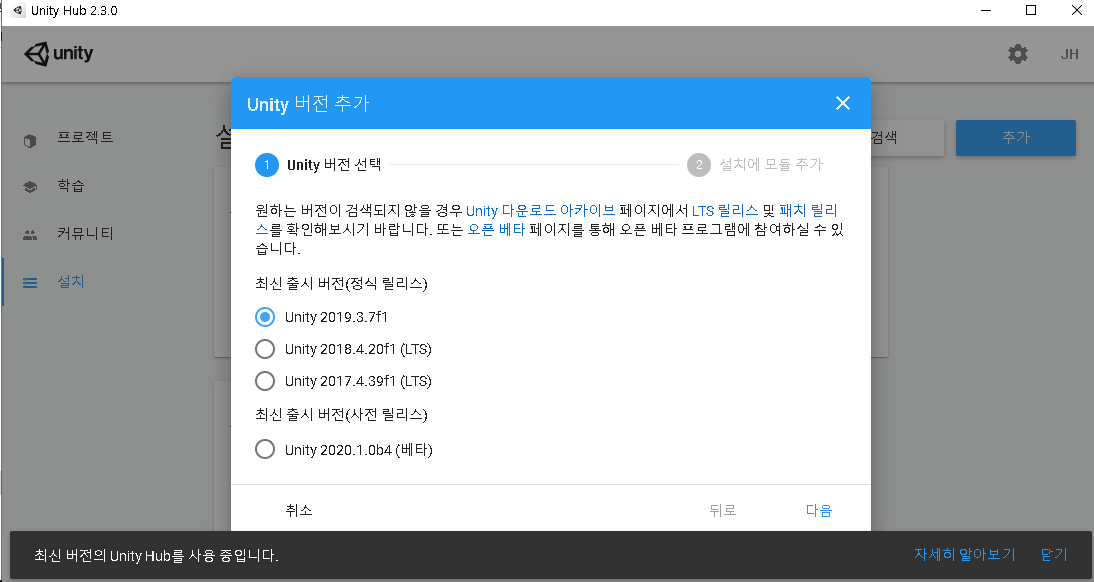 Unity Hub 2.3.0
unity
JH
Unity 버전 추가
프로젝트
검색
추가
1 Unity 버전 선택
2 설치에 모듈 추가
학습
원하는 버전이 검색되지 않을 경우 Unity 다운로드 아카이브 페이지에서 LTS 릴리스 및 패치 릴리
스를 확인해보시기 바랍니다. 또는 오픈 베타 페이지를 통해 오픈 베타 프로그램에 참여하실 수 있
습니다.
커뮤니티
설치
최신 출시 버전(정식 릴리스)
Unity 2019.3.7f1
Unity 2018.4.20f1 (LTS)
Unity 2017.4.39f1 (LTS)
최신 출시 버전(사전 릴리스)
Unity 2020.1.0b4 (베타)
취소
뒤로
다음
최신 버전의 Unity Hub를 사용 중입니다.
자세히 알아보기
닫기